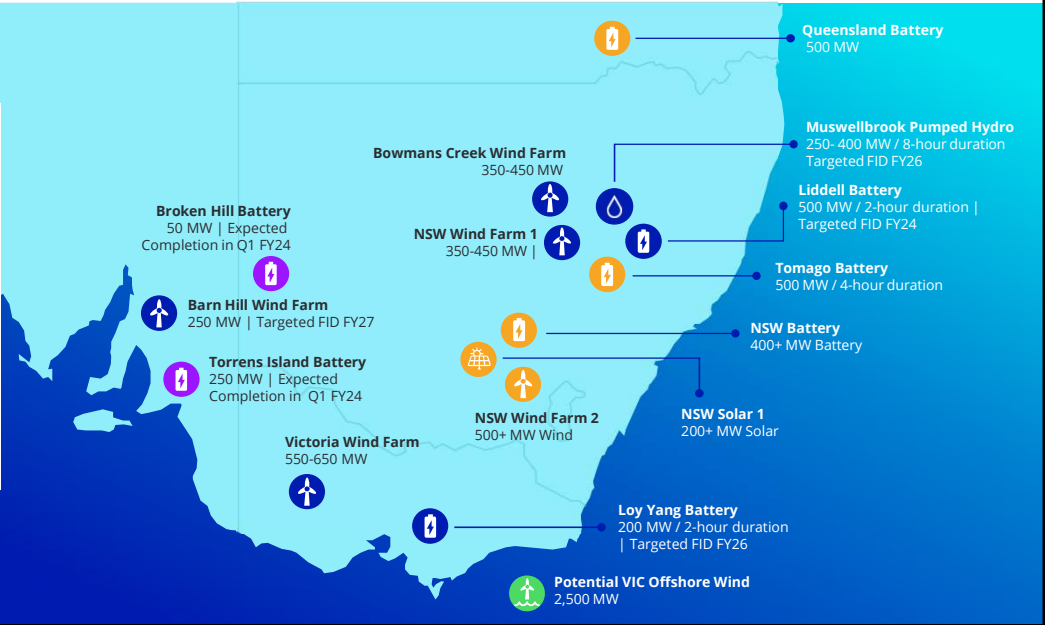 Queensland Battery
500 MW
Muswellbrook Pumped Hydro
250- 400 MW / 8-hour duration
Targeted FID FY26
Bowmans Creek Wind Farm
350-450 MW
Liddell Battery
500 MW / 2-hour duration |
Targeted FID FY24
Broken Hill Battery
50 MW | Expected
Completion in Q1 FY24
NSW Wind Farm 1
350-450 MW |
Tomago Battery
500 MW / 4-hour duration
Barn Hill Wind Farm
250 MW | Targeted FID FY27
NSW Battery
400+ MW Battery
Torrens Island Battery
250 MW | Expected
Completion in Q1 FY24
NSW Solar 1
200+ MW Solar
NSW Wind Farm 2
500+ MW Wind
Victoria Wind Farm
550-650 MW
Loy Yang Battery
200 MW / 2-hour duration
| Targeted FID FY26
Potential VIC Offshore Wind
2,500 MW